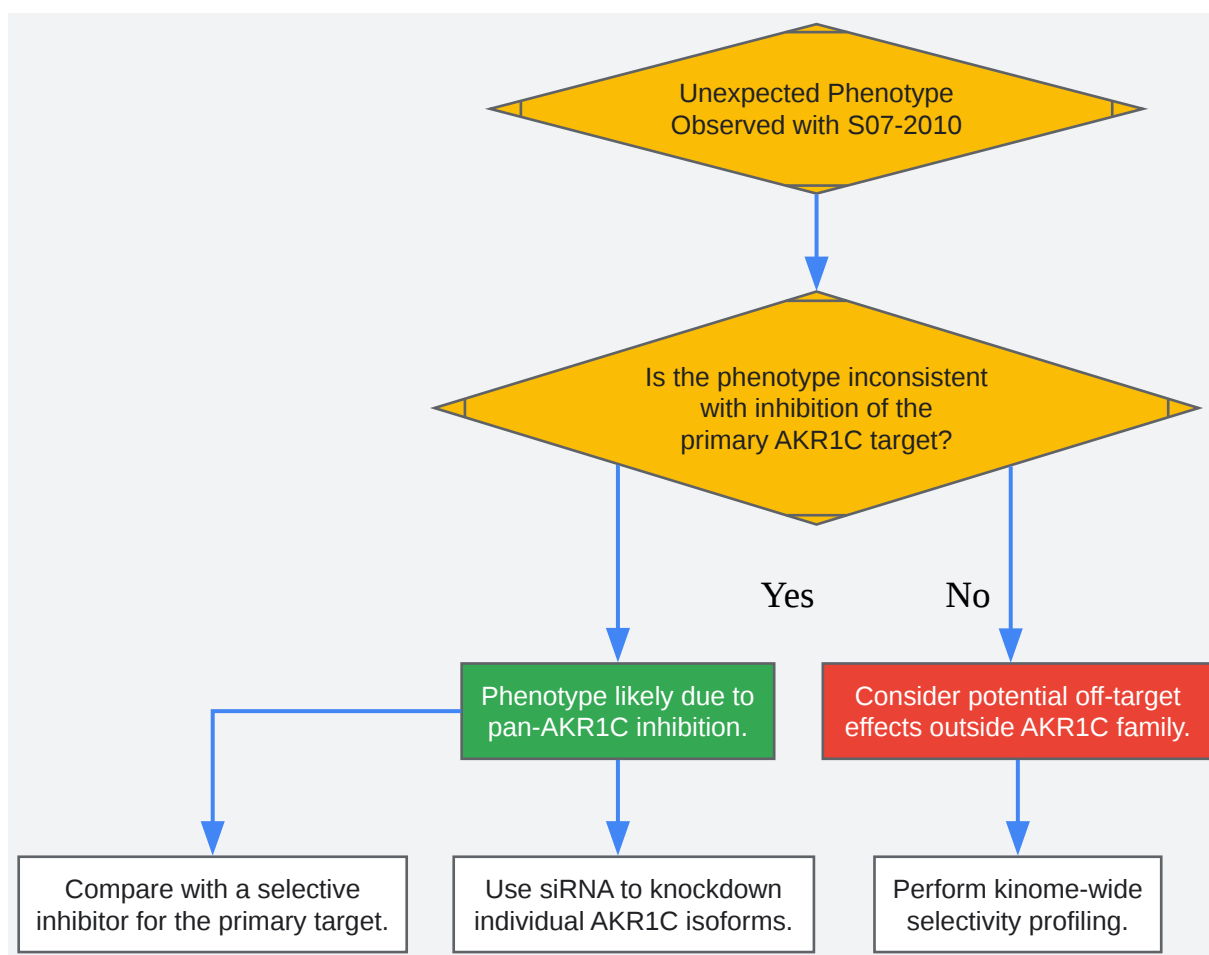 Unexpected Phenotype
Observed with S07-2010
Is the phenotype inconsistent
with inhibition of the
primary AKR1C target?
Yes
No
Phenotype likely due to
pan-AKR1C inhibition.
Consider potential off-target
effects outside AKR1C family.
Compare with a selective
inhibitor for the primary target.
Use siRNA to knockdown
individual AKR1C isoforms.
Perform kinome-wide
selectivity profiling.